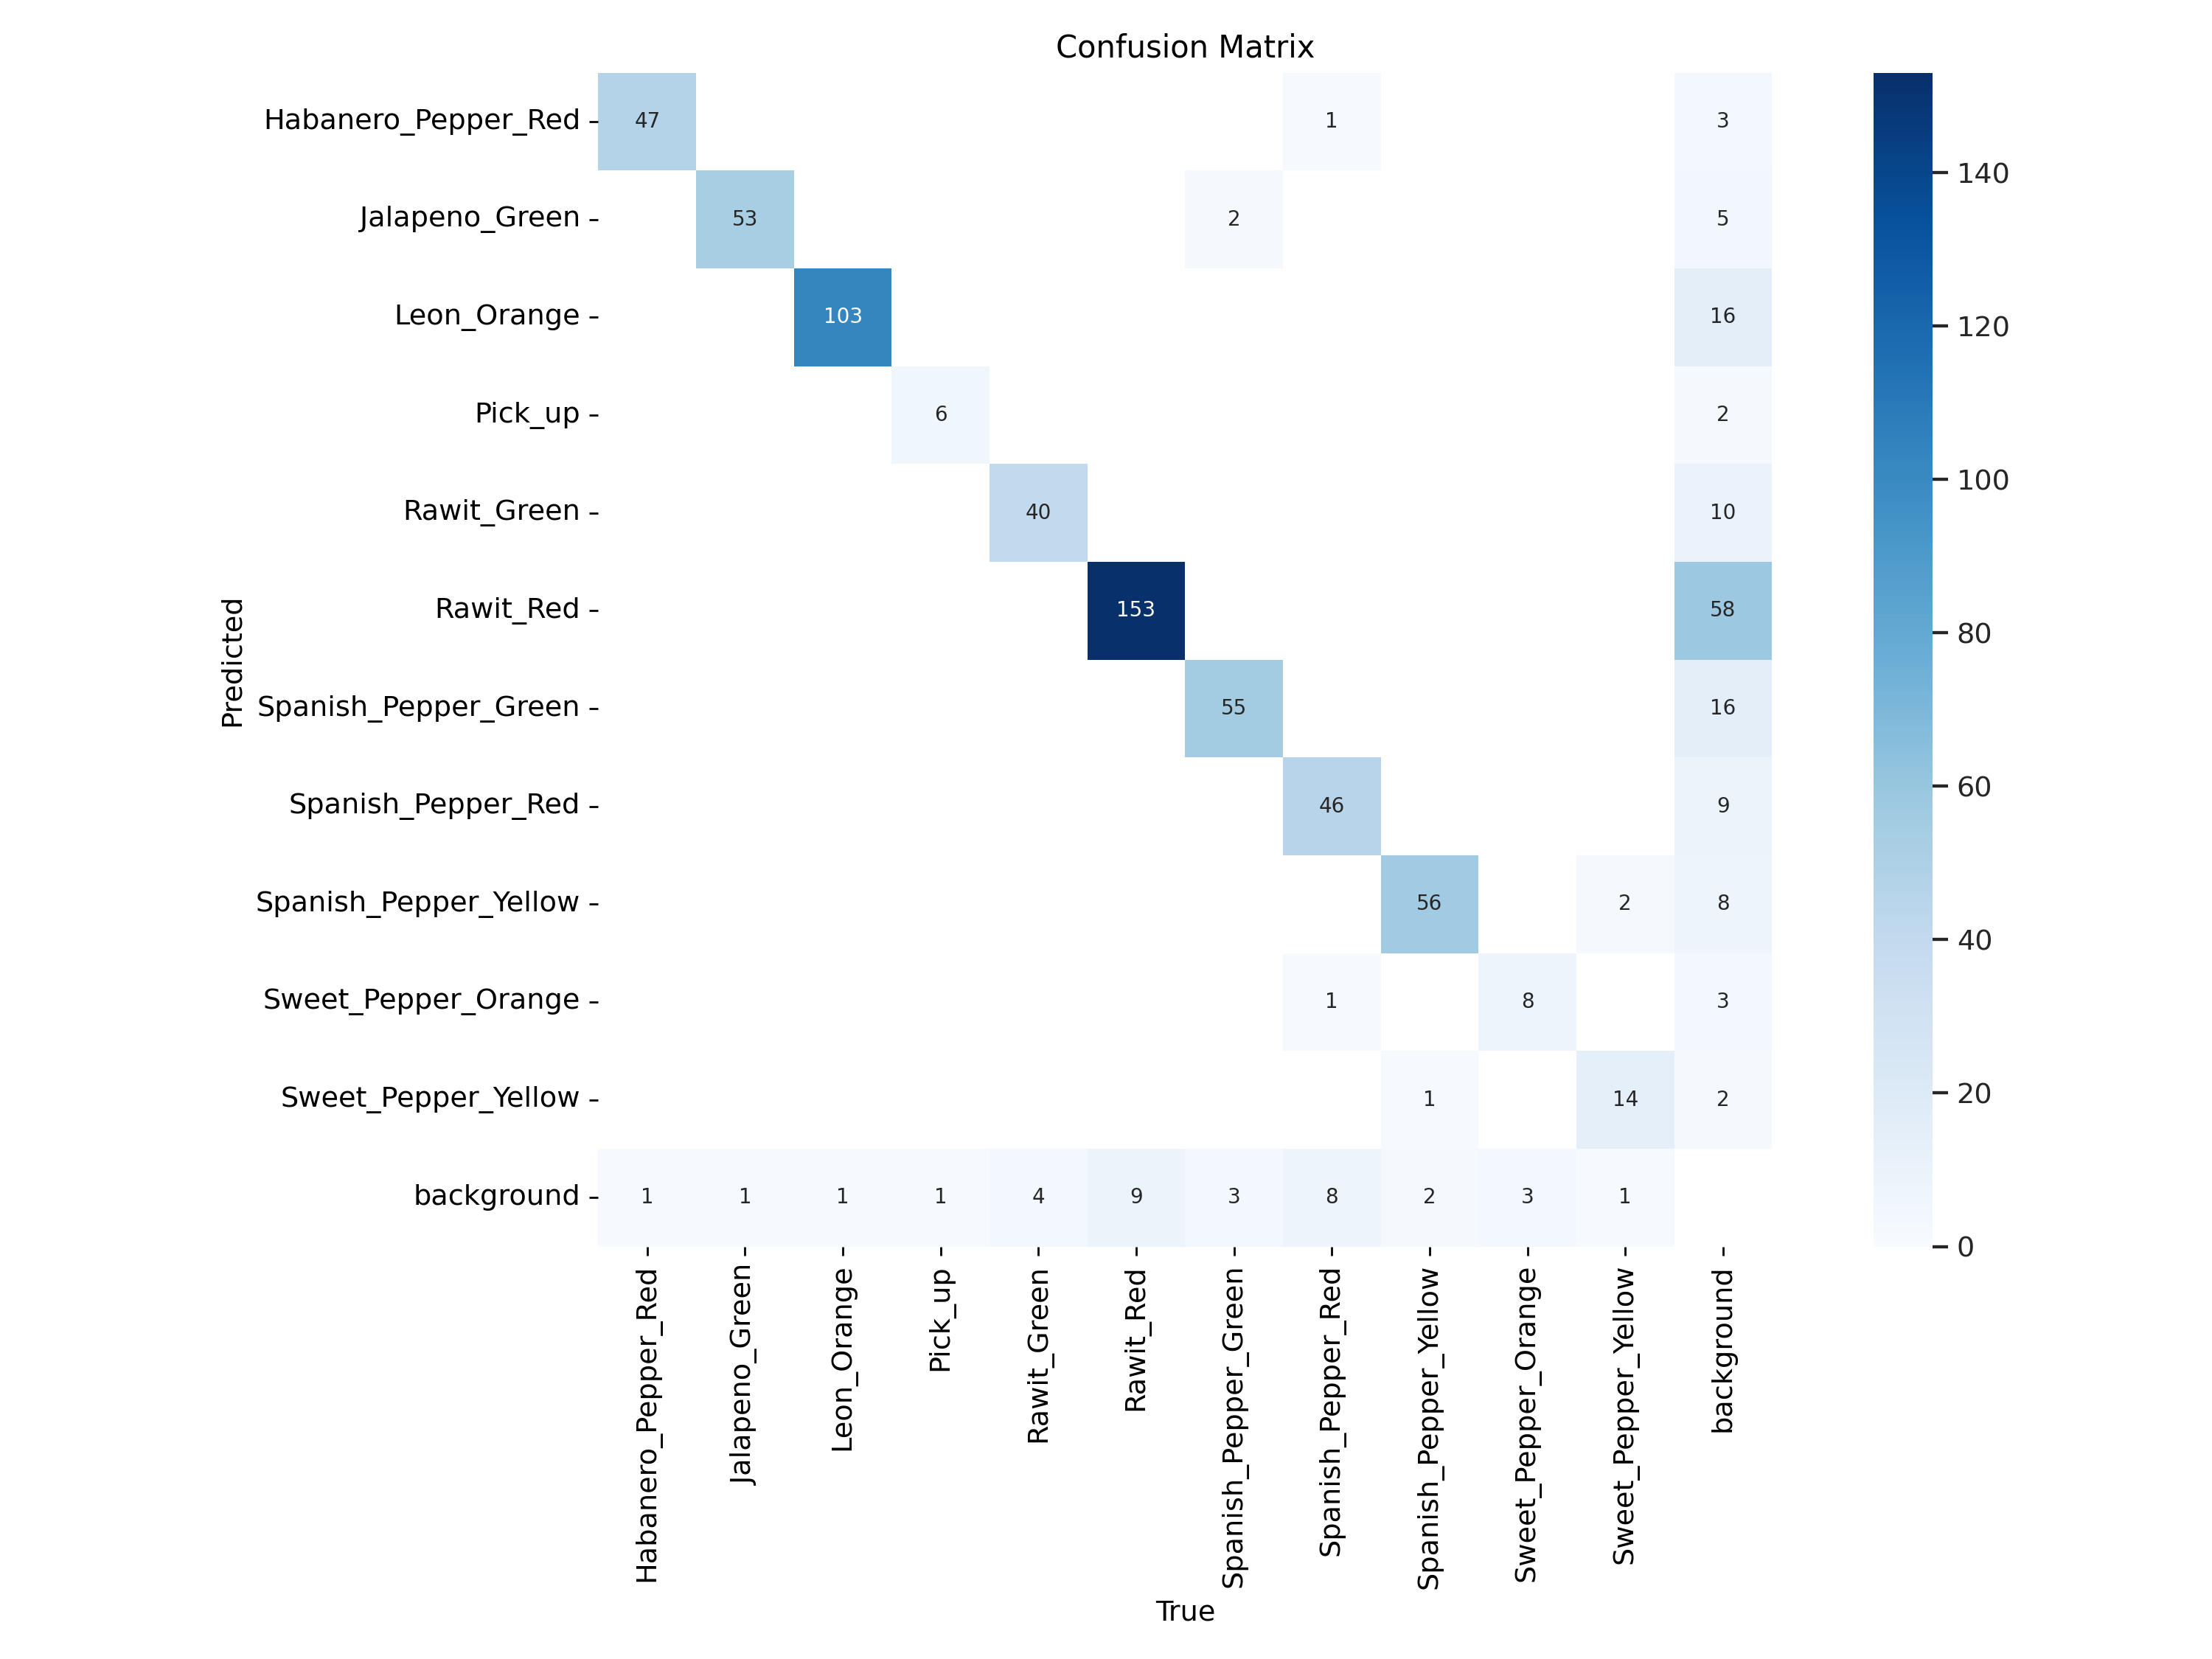 Confusion Matrix
Habanero_Pepper_Red 47 1 3
Jalapeno_Green 53 2 5
Leon_Orange 103 16
Pick_up 6 2
Rawit_Green 40 10
Rawit_Red 153 58
Spanish_Pepper_Green 55 16
Spanish_Pepper_Red 46 9
Spanish_Pepper_Yellow 56 2 8
Sweet_Pepper_Orange 1 8 3
Sweet_Pepper_Yellow 1 14 2
background 1 1 1 1 4 9 3 8 2 3 1
Predicted
Habanero_Pepper_Red
Jalapeno_Green
Leon_Orange
Pick_up
Rawit_Green
Rawit_Red
Spanish_Pepper_Green
Spanish_Pepper_Red
Spanish_Pepper_Yellow
Sweet_Pepper_Orange
Sweet_Pepper_Yellow
background
True
140
120
100
80
60
40
20
0